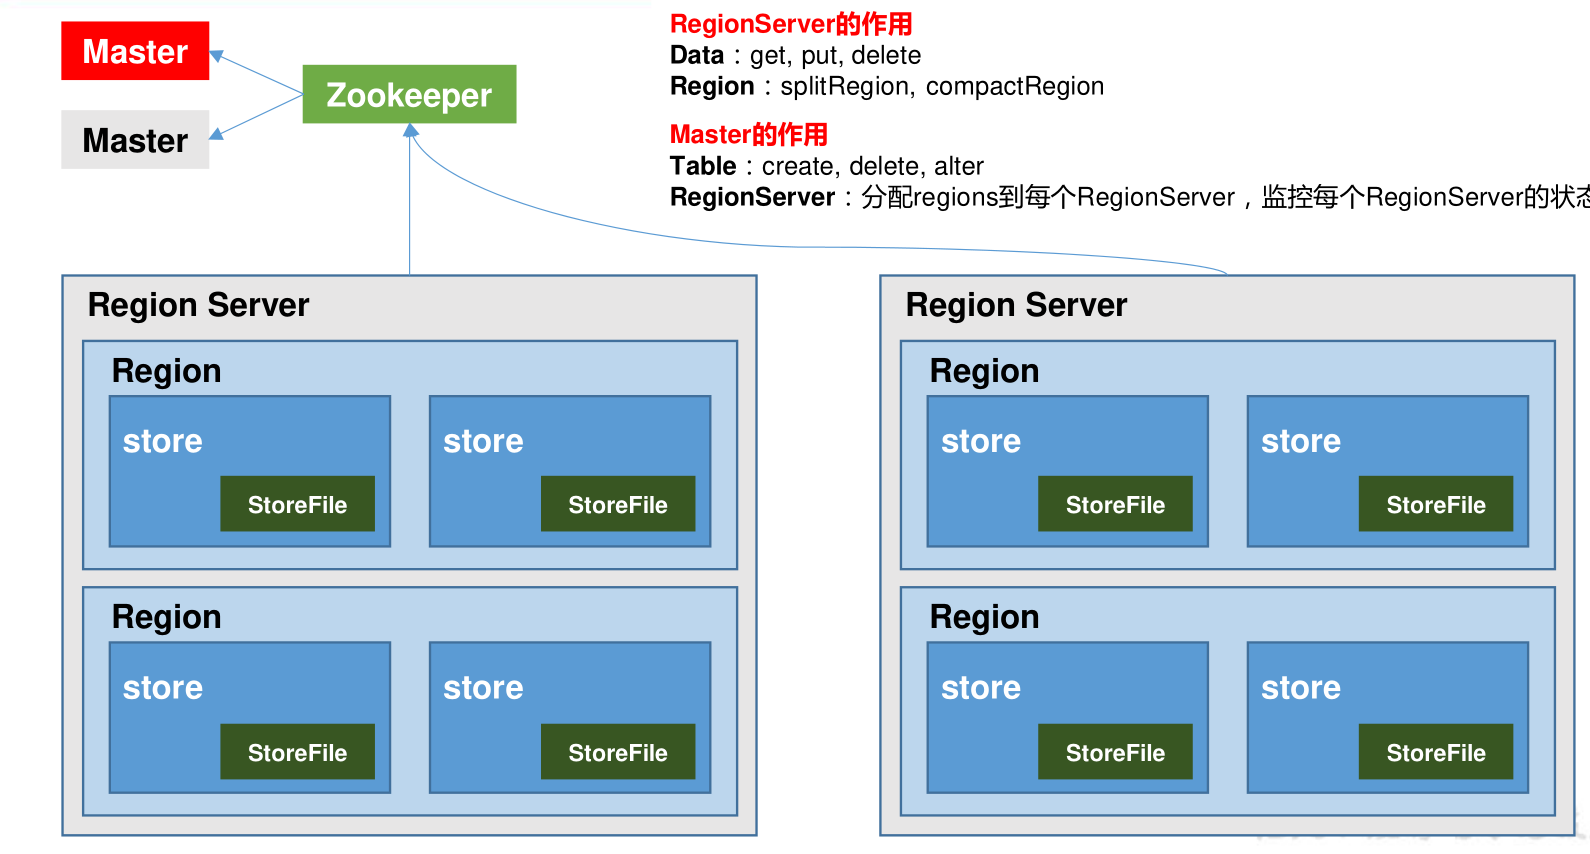 Master
Zookeeper
Master
RegionServer的作用
Data：get, put, delete
Region：splitRegion, compactRegion
Master的作用
Table：create, delete, alter
RegionServer：分配regions到每个RegionServer，监控每个RegionServer的状态
Region Server
Region
store
StoreFile
store
StoreFile
Region
store
StoreFile
store
StoreFile
Region Server
Region
store
StoreFile
store
StoreFile
Region
store
StoreFile
store
StoreFile